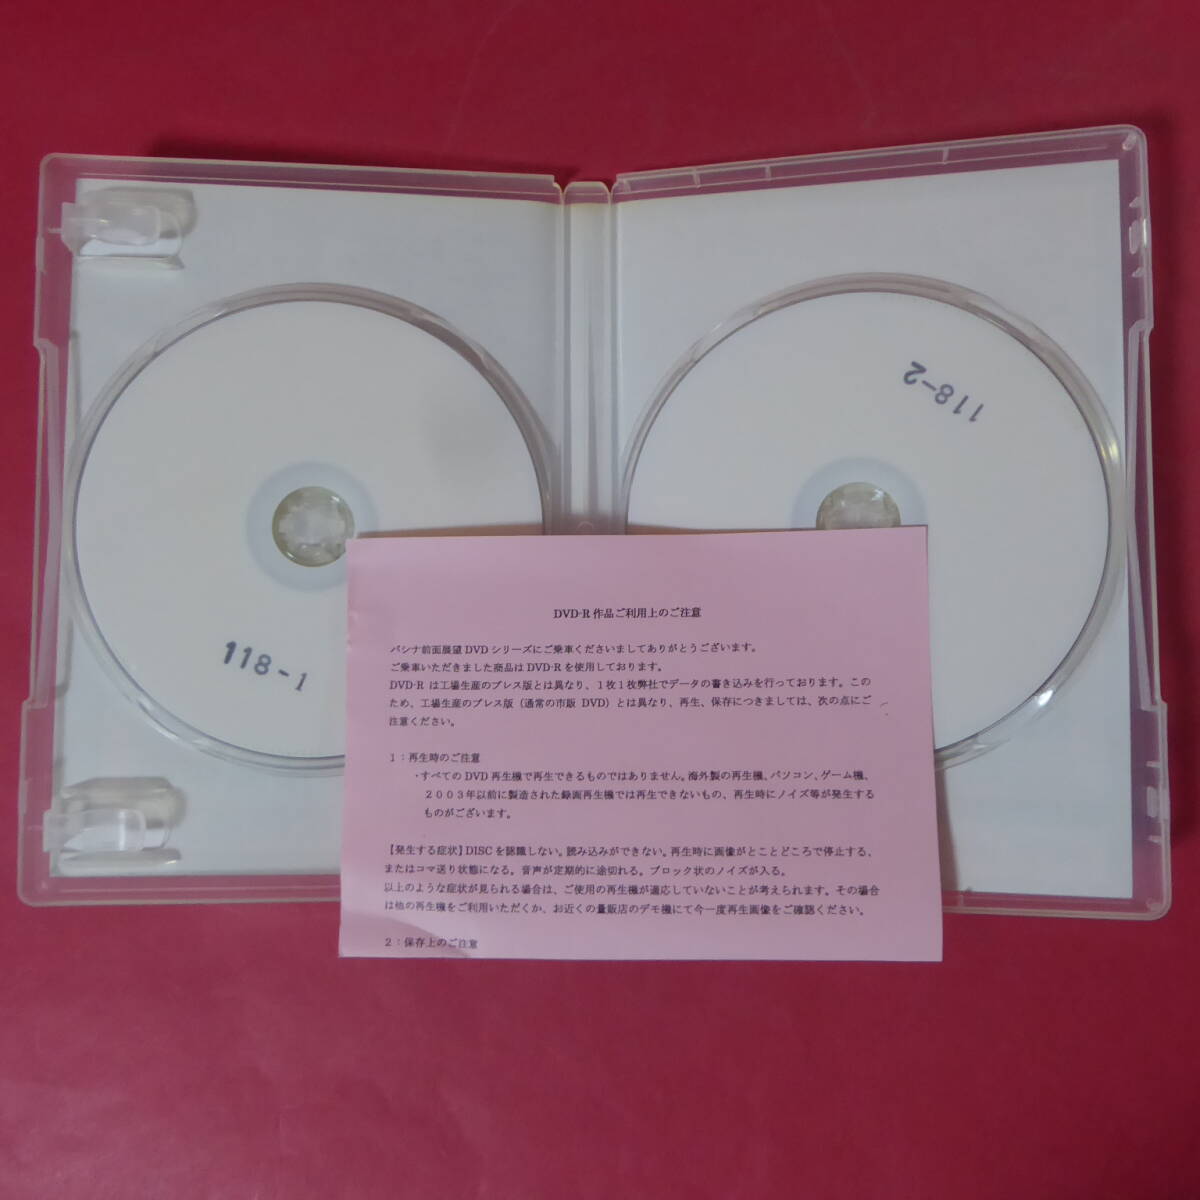 118-2
118-1
DVD-R 作品ご利用上のご注意
パシナ前面展望 DVD シリーズにご乗車くださいましてありがとうございます。
ご乗車いただきました商品は DVD-R を使用しております。
DVD-R は工場生産のプレス版とは異なり、1枚1枚弊社でデータの書き込みを行っております。この
ため、工場生産のプレス版(通常の市販 DVD)とは異なり、再生、保存につきましては、次の点にご
注意ください。
1:再生時のご注意
・すべての DVD 再生機で再生できるものではありません。海外製の再生機、パソコン、ゲーム機、
2003年以前に製造された録画再生機では再生できないもの、再生時にノイズ等が発生する
ものがございます。
【発生する症状】DISC を認識しない。読み込みができない。再生時に画像がとことどころで停止する、
またはコマ送り状態になる。音声が定期的に途切れる。ブロック状のノイズが入る。
以上のような症状が見られる場合は、ご使用の再生機が適応していないことが考えられます。その場合
は他の再生機をご利用いただくか、お近くの量販店のデモ機にて今一度再生画像をご確認ください。
2:保存上のご注意